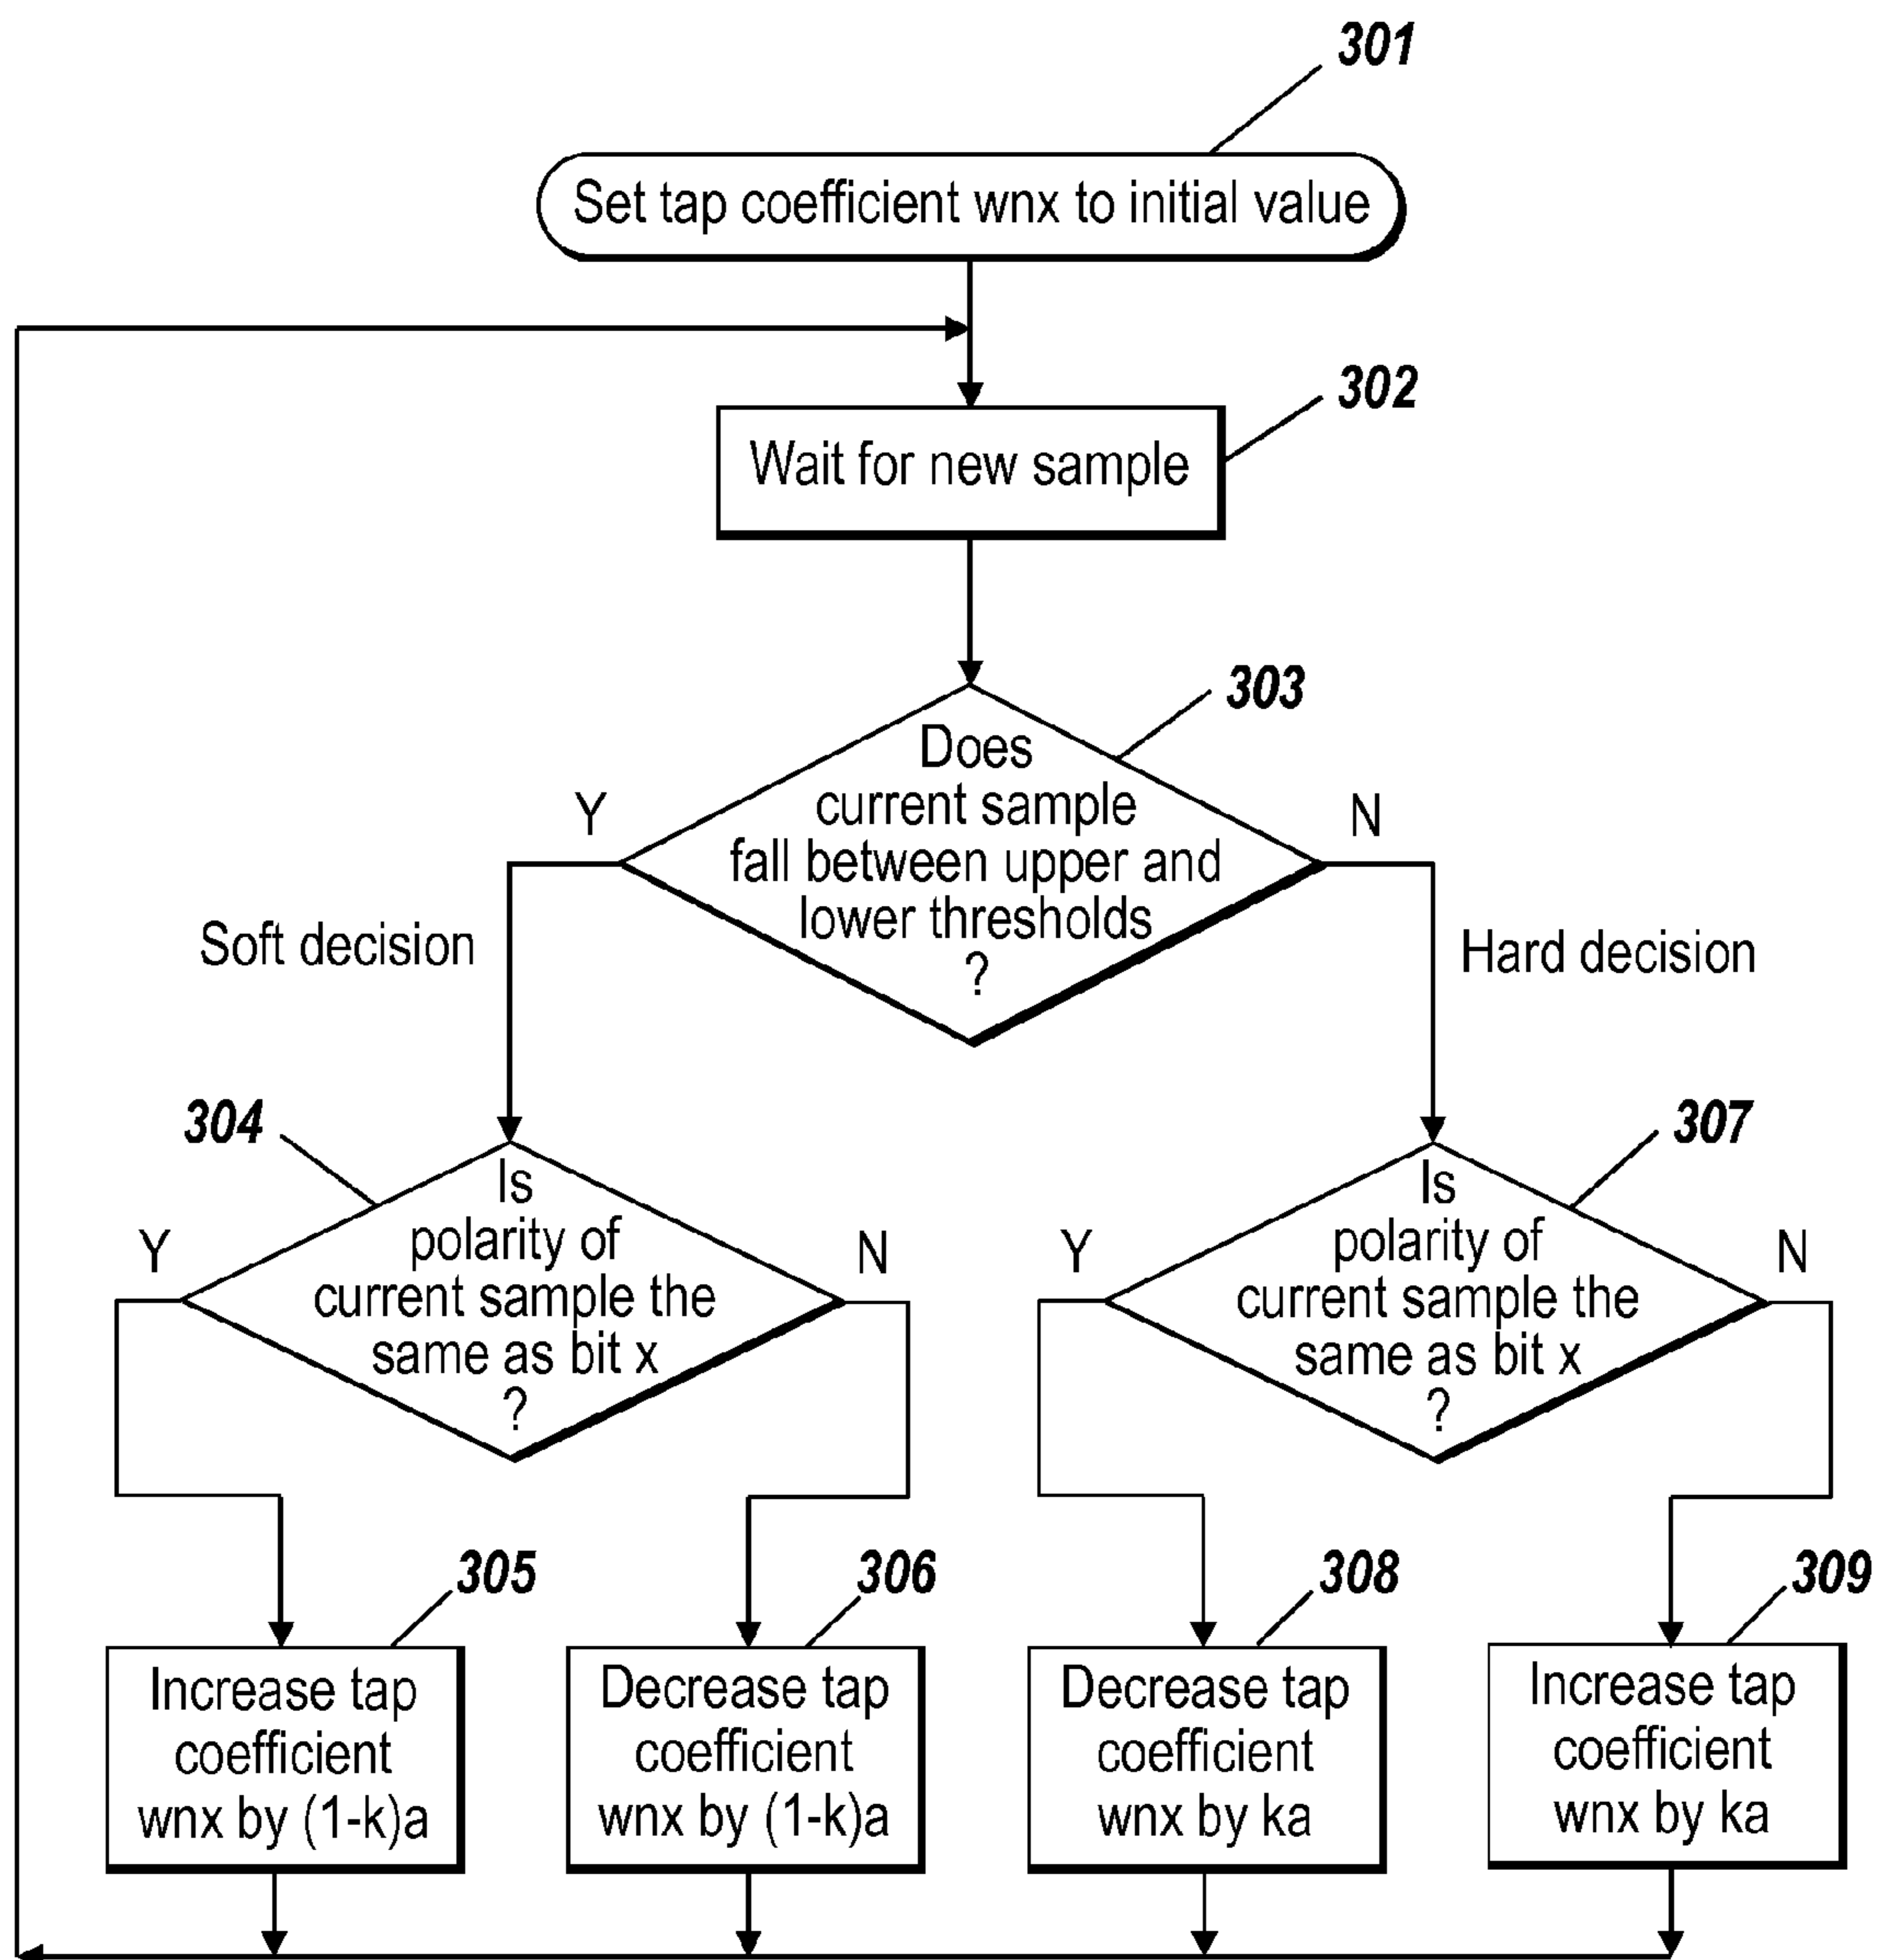 301
Set tap coefficient wnx to initial value
302
Wait for new sample
303
Does
current sample
fall between upper and
lower thresholds
?
Y
N
Soft decision
Hard decision
304
Is
polarity of
current sample the
same as bit x
?
Y
N
307
Is
polarity of
current sample the
same as bit x
?
Y
N
305
Increase tap
coefficient
wnx by (1-k)a
306
Decrease tap
coefficient
wnx by (1-k)a
308
Decrease tap
coefficient
wnx by ka
309
Increase tap
coefficient
wnx by ka